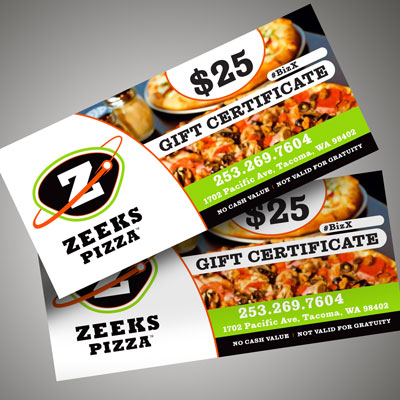 $25
#BizX
GIFT CERTIFICATE
253.269.7604
1702 Pacific Ave, Tacoma, WA 98402
NO CASH VALUE | NOT VALID FOR GRATUITY
Z
ZEEKS
PIZZA™
$25
#BizX
GIFT CERTIFICATE
253.269.7604
1702 Pacific Ave, Tacoma, WA 98402
NO CASH VALUE | NOT VALID FOR GRATUITY
Z
ZEEKS
PIZZA™